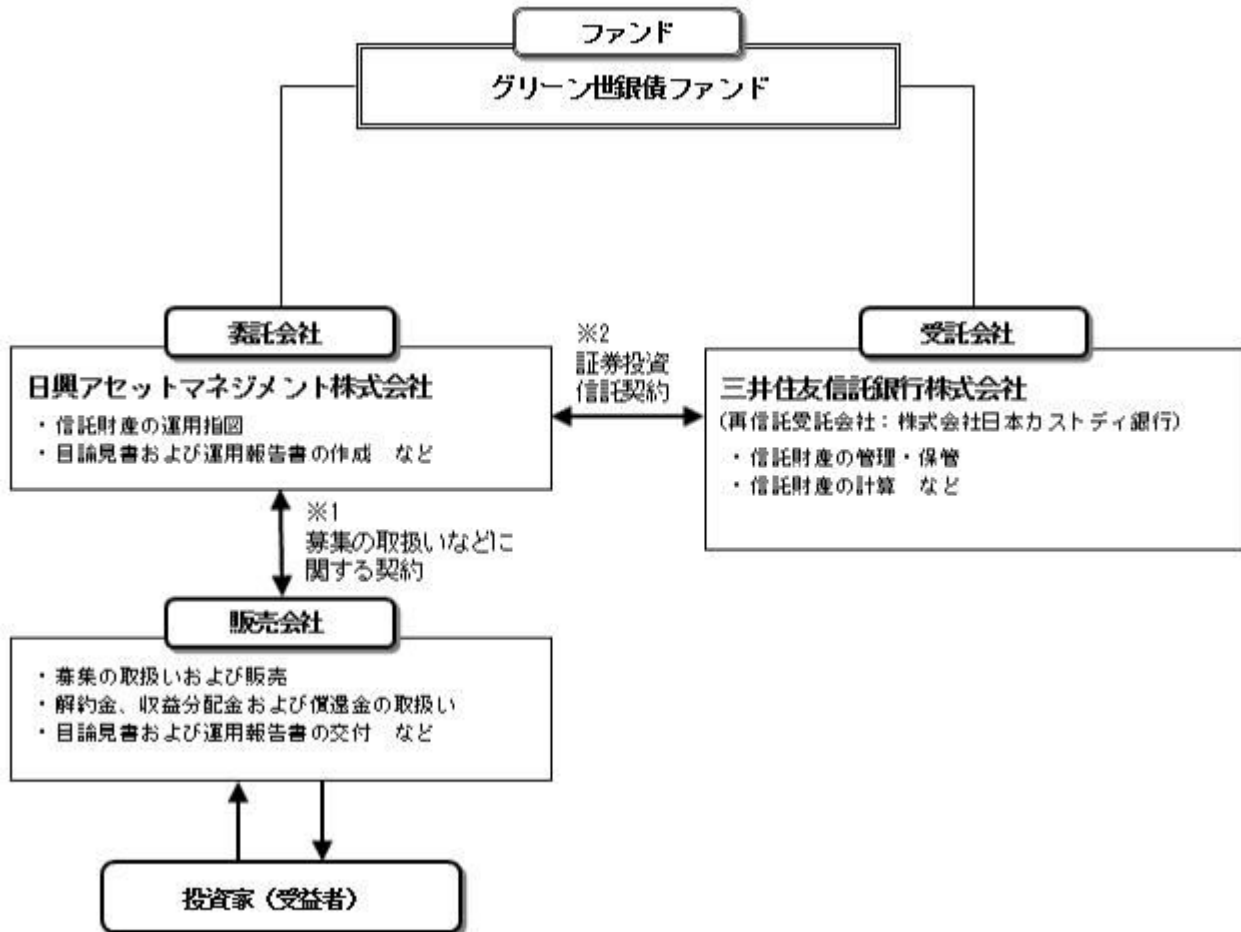 ファンド
グリーン世銀債ファンド
委託会社
日興アセットマネジメント株式会社
・信託財産の運用指図
・目論見書および運用報告書の作成　など
※2
証券投資
信託契約
受託会社
三井住友信託銀行株式会社
(再信託受託会社：株式会社日本カストディ銀行)
・信託財産の管理・保管
・信託財産の計算　など
※1
募集の取扱いなどに
関する契約
販売会社
・募集の取扱いおよび販売
・解約金、収益分配金および償還金の取扱い
・目論見書および運用報告書の交付　など
投資家（受益者）